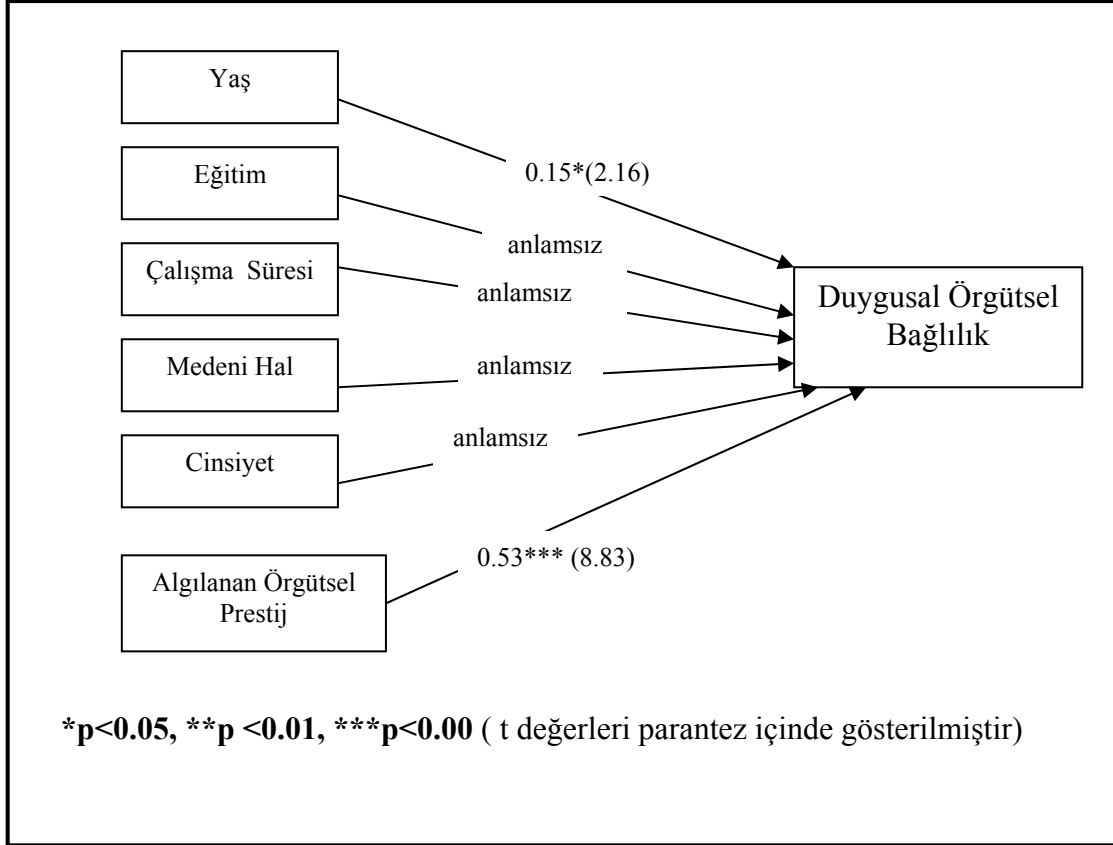 Yaş
0.15*(2.16)
Eğitim
anlamsız
Çalışma Süresi
anlamsız
Duygusal Örgütsel
Bağlılık
Medeni Hal
anlamsız
Cinsiyet
anlamsız
0.53*** (8.83)
Algılanan Örgütsel
Prestij
*p<0.05, **p <0.01, ***p<0.00 ( t değerleri parantez içinde gösterilmiştir)